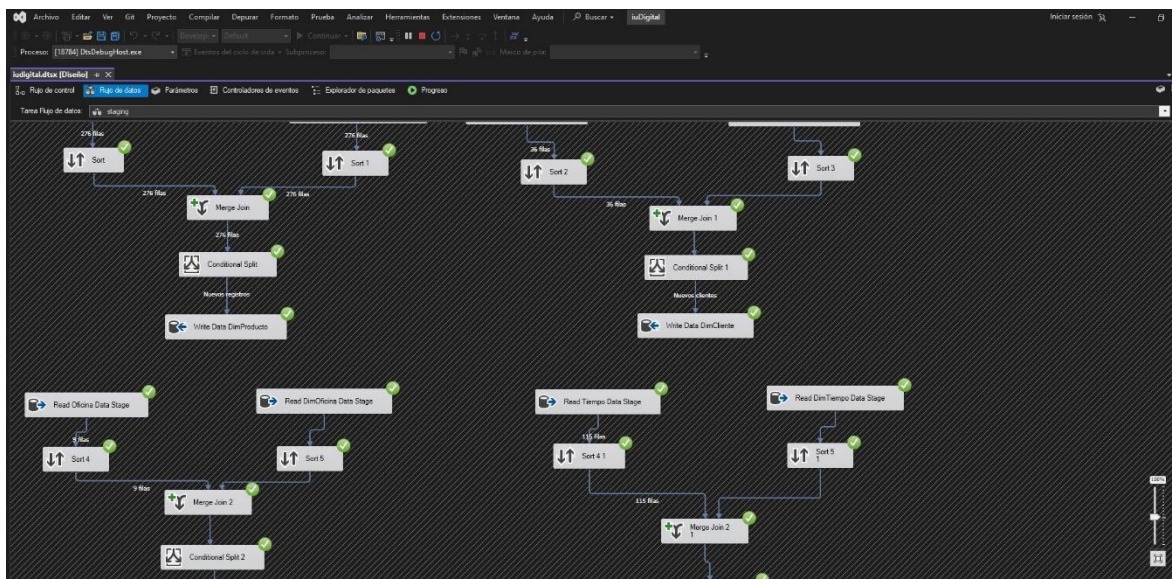 Archivo Editar Ver Git Proyecto Compilar Depurar Formato Prueba Analizar Herramientas Extensiones Ventana Ayuda Buscar iuDigital Iniciar sesión
Develop Default Continuar
Proceso: [18784] DtsDebugHost.exe Eventos del ciclo de vida Subproceso: Marco de pila:
iudigital.dtsx [Diseño]
Flujo de control Flujo de datos Parámetros Controladores de eventos Explorador de paquetes Progreso
Tarea Flujo de datos: staging
276 filas 276 filas 36 filas
Sort Sort 1 Sort 2 Sort 3
276 filas 276 filas 36 filas
Merge Join Merge Join 1
276 filas
Conditional Split Conditional Split 1
Nuevos registros Nuevos clientes
Write Data DimProducto Write Data DimCliente
Read Oficina Data Stage Read DimOficina Data Stage Read Tiempo Data Stage Read DimTiempo Data Stage
9 filas 115 filas
Sort 4 Sort 5 Sort 4 1 Sort 5
1
9 filas 115 filas
100%
Merge Join 2 Merge Join 2
1
Conditional Split 2